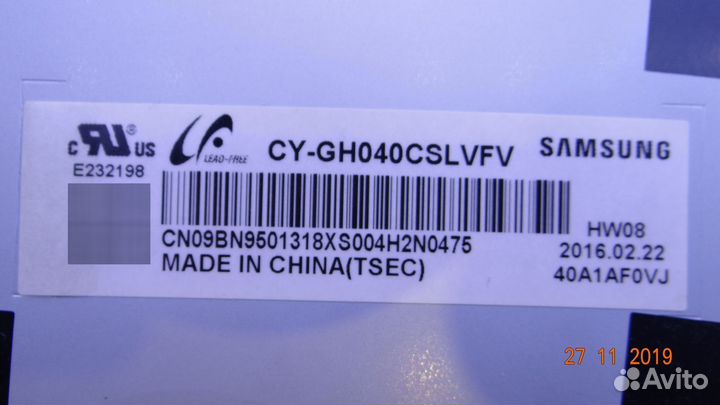 c RU ® US LEAD-FREE CY-GH040CSLVFV SAMSUNG
E232198
HW08
CN09BN9501318XS004H2N0475 2016.02.22
MADE IN CHINA(TSEC) 40A1AF0VJ
27 11 2019
Avito